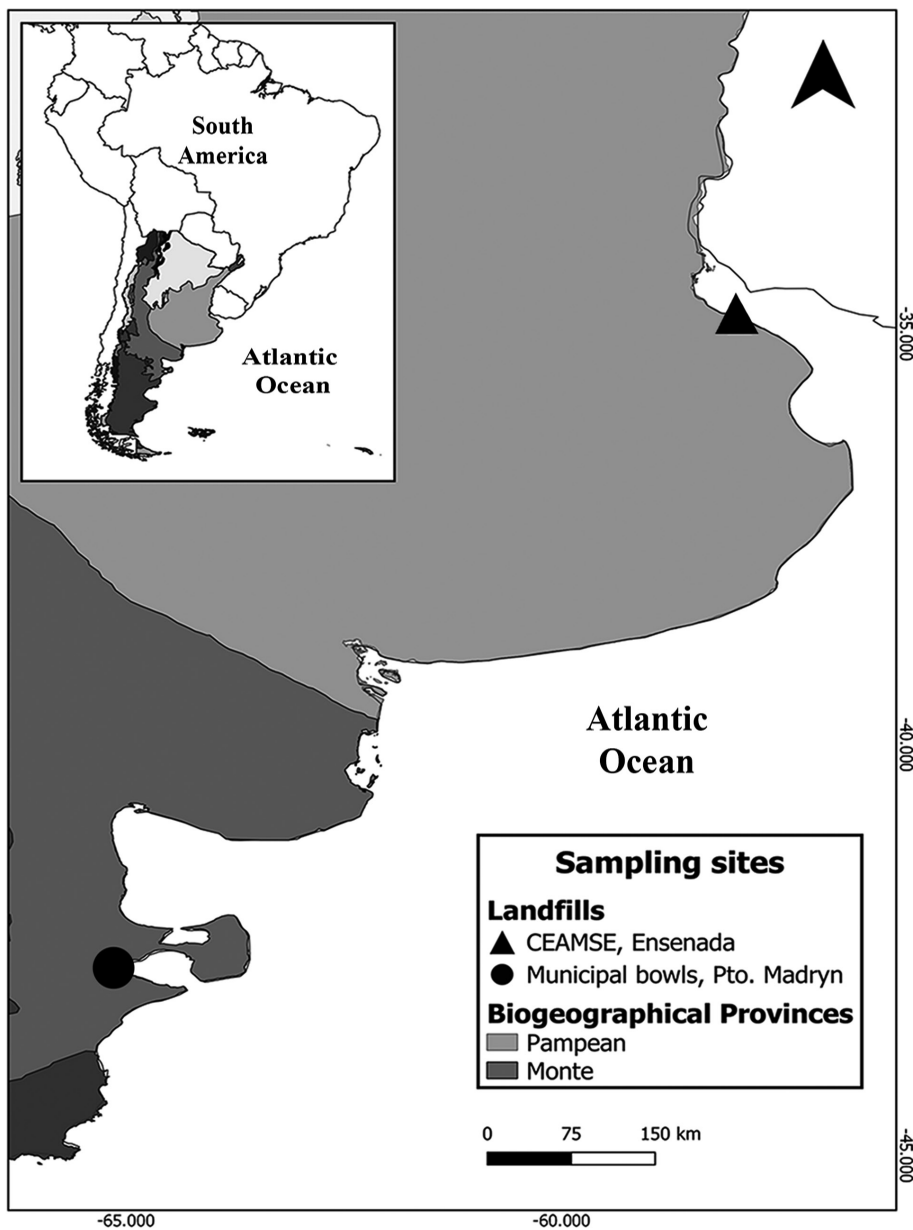 South
America
Atlantic
Ocean
-35.000
Atlantic
Ocean
-40.000
Sampling sites
Landfills
CEAMSE, Ensenada
Municipal bowls, Pto. Madryn
Biogeographical Provinces
Pampean
Monte
0 75 150 km
-45.000
-65.000 -60.000